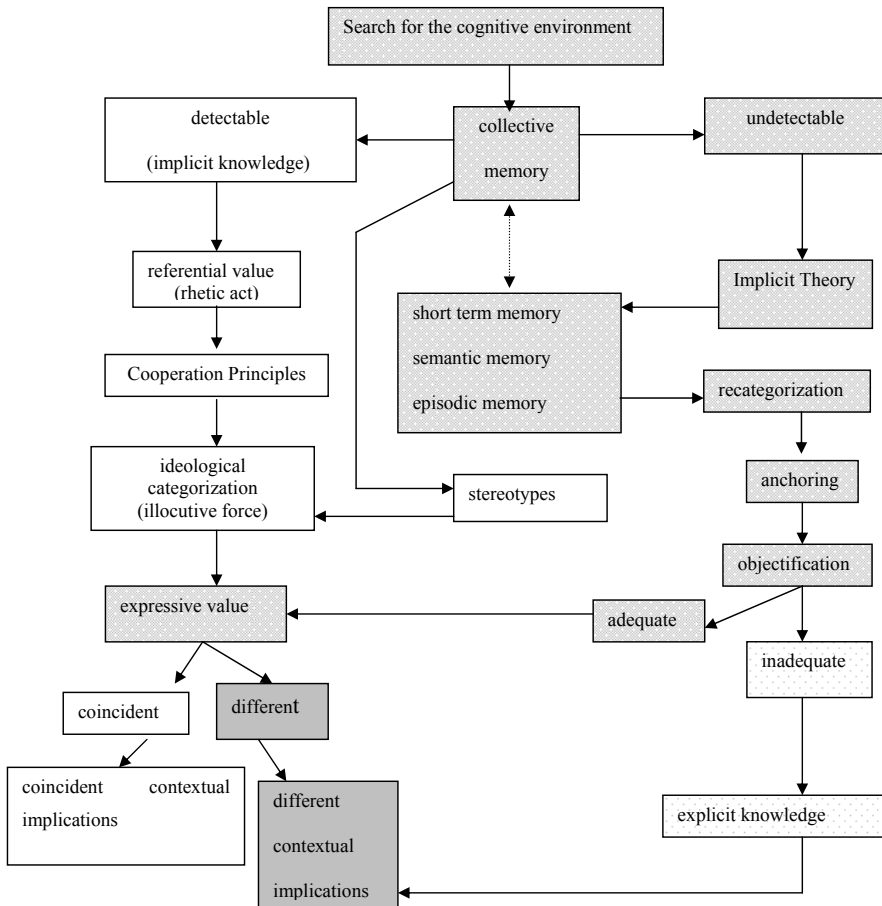 Search for the cognitive environment
detectable
(implicit knowledge)
collective
memory
undetectable
referential value
(rhetic act)
Implicit Theory
short term memory
semantic memory
episodic memory
Cooperation Principles
recategorization
ideological
categorization
(illocutive force)
stereotypes
anchoring
objectification
expressive value
adequate
inadequate
coincident
different
coincident contextual
implications
different
contextual
implications
explicit knowledge